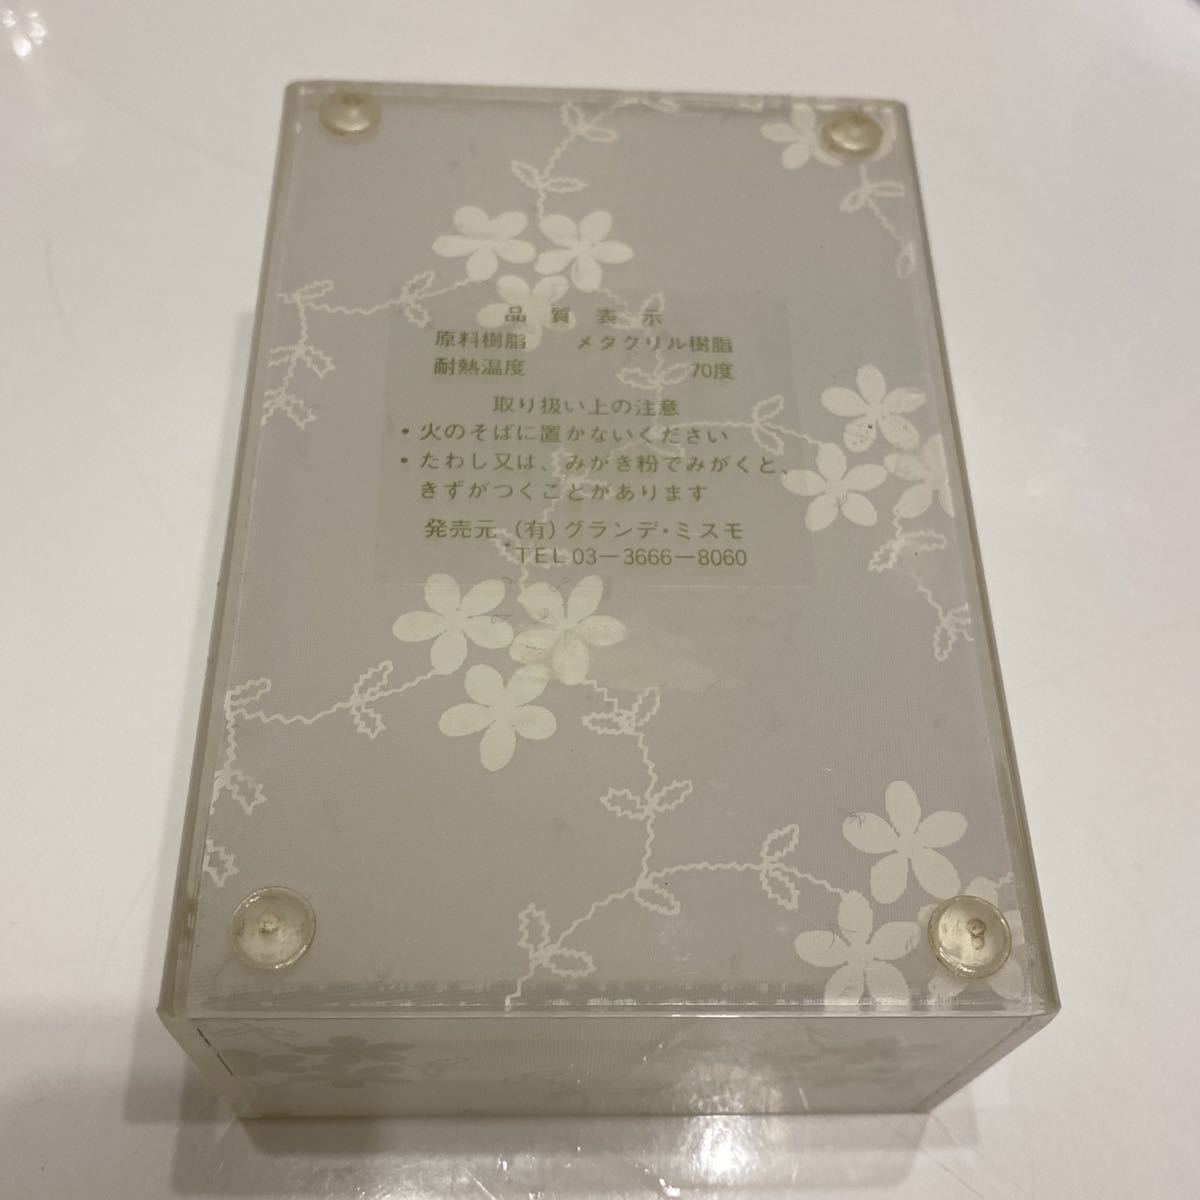 品質表示
原料樹脂 メタクリル樹脂
耐熱温度 70度
取り扱い上の注意
・火のそばに置かないください
・たわし又は、みがき粉でみがくと、
きずがつくことがあります
発売元 (有)グランデ・ミスモ
TEL 03-3666-8060